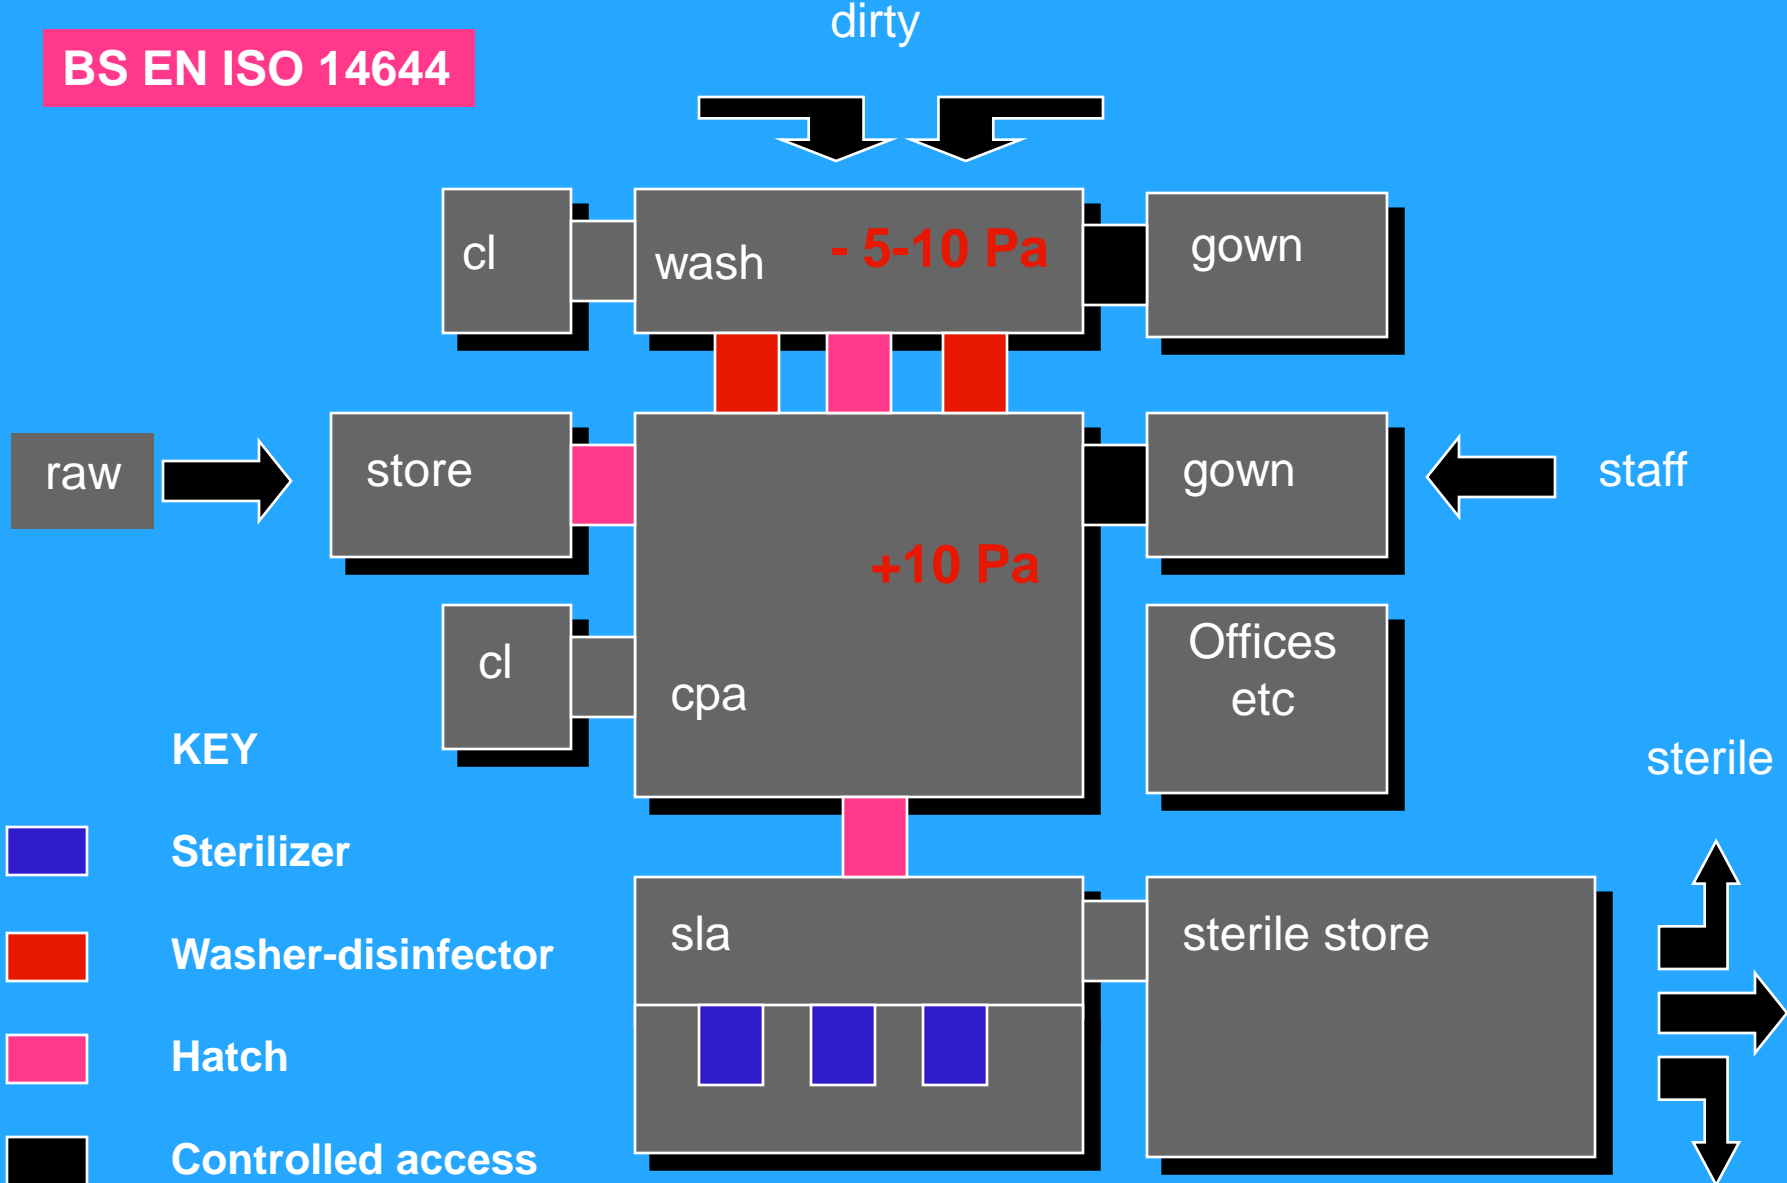 dirty
BS EN ISO 14644
cl
wash
- 5-10 Pa
gown
raw
store
gown
staff
+10 Pa
cl
cpa
Offices
etc
KEY
sterile
Sterilizer
sla
sterile store
Washer-disinfector
Hatch
Controlled access